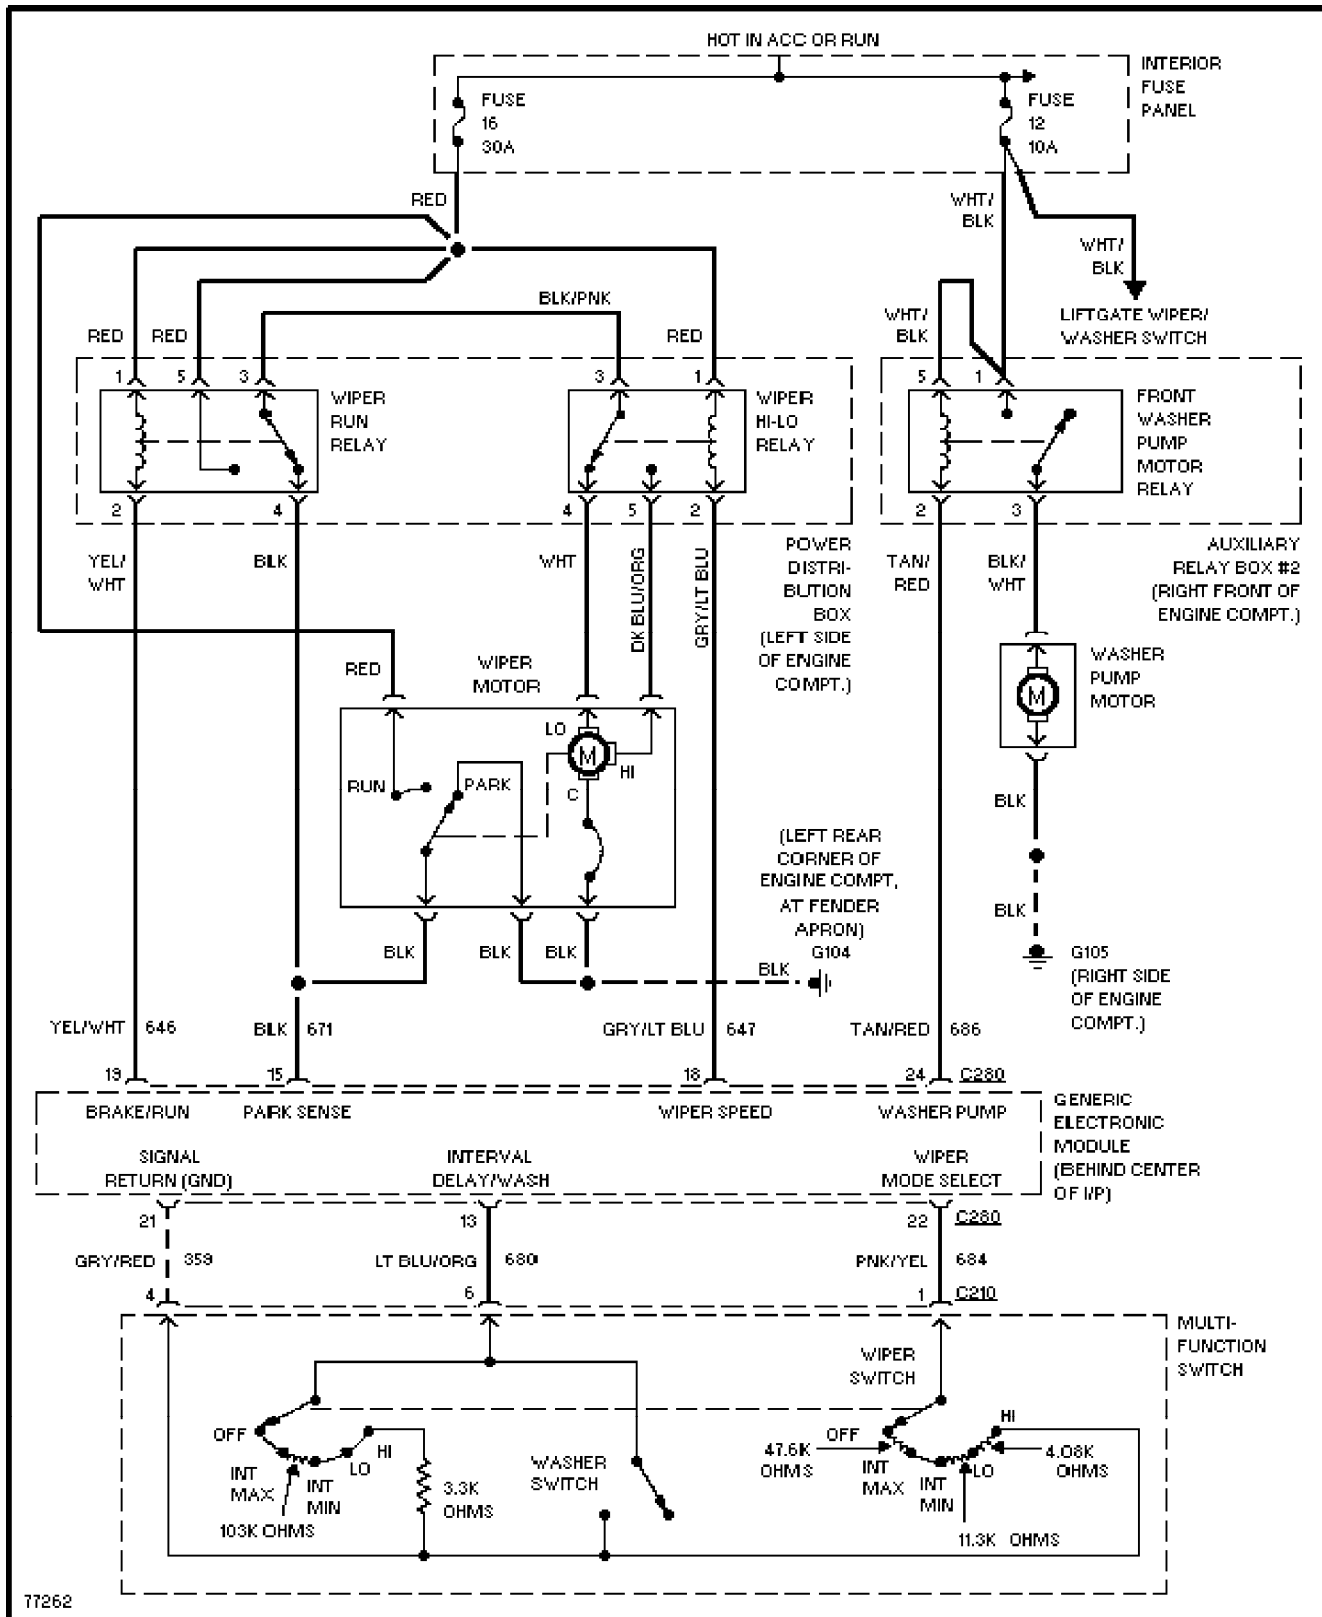 HOT IN ACC OR RUN
INTERIOR
FUSE
PANEL
FUSE
16
30A
FUSE
12
10A
RED
WHT/
BLK
WHT/
BLK
LIFTGATE WIPER/
WASHER SWITCH
BLK/PNK
RED
RED
RED
WHT/
BLK
1
5
3
3
1
5
1
WIPER
RUN
RELAY
WIPER
HI-LO
RELAY
FRONT
WASHER
PUMP
MOTOR
RELAY
2
4
4
5
2
2
3
YEL/
WHT
BLK
WHT
DK BLU/ORG
GRY/LT BLU
POWER
DISTRI-
BUTION
BOX
(LEFT SIDE
OF ENGINE
COMPT.)
TAN/
RED
BLK/
WHT
AUXILIARY
RELAY BOX #2
(RIGHT FRONT OF
ENGINE COMPT.)
RED
WIPER
MOTOR
WASHER
PUMP
MOTOR
M
LO
M
HI
C
RUN
PARK
BLK
(LEFT REAR
CORNER OF
ENGINE COMPT,
AT FENDER
APRON)
G104
BLK
BLK
BLK
BLK
BLK
G105
(RIGHT SIDE
OF ENGINE
COMPT.)
YEL/WHT 646
BLK 671
GRY/LT BLU 647
TAN/RED 686
19
15
18
24 C280
BRAKE/RUN
PARK SENSE
WIPER SPEED
WASHER PUMP
GENERIC
ELECTRONIC
MODULE
(BEHIND CENTER
OF I/P)
SIGNAL
RETURN (GND)
INTERVAL
DELAY/WASH
WIPER
MODE SELECT
21
13
22 C280
GRY/RED 359
LT BLU/ORG 680
PNK/YEL 684
4
6
1 C210
MULTI-
FUNCTION
SWITCH
WIPER
SWITCH
OFF
INT
MAX
INT
MIN
LO
HI
103K OHMS
3.3K
OHMS
WASHER
SWITCH
47.6K
OHMS
OFF
INT
MAX
INT
MIN
LO
HI
4.08K
OHMS
11.3K OHMS
77262